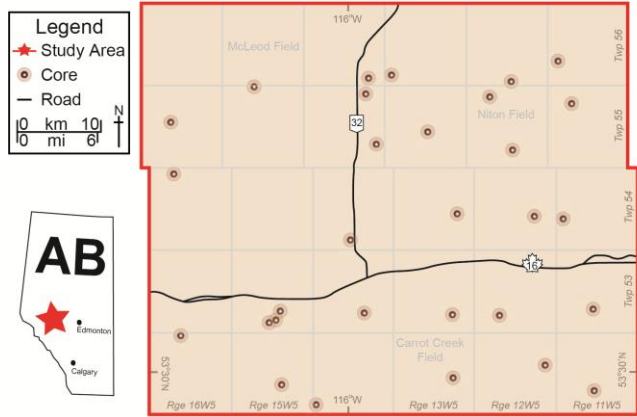 Legend
Study Area
Core
Road
0 km 10
0 mi 6
N
AB
Edmonton
Calgary
116°W
McLeod Field
Twp 56
32
Niton Field
Twp 55
Twp 54
16
Twp 53
Carrot Creek
Field
53°30'N
53°30'N
116°W
Rge 16W5
Rge 15W5
Rge 13W5
Rge 12W5
Rge 11W5